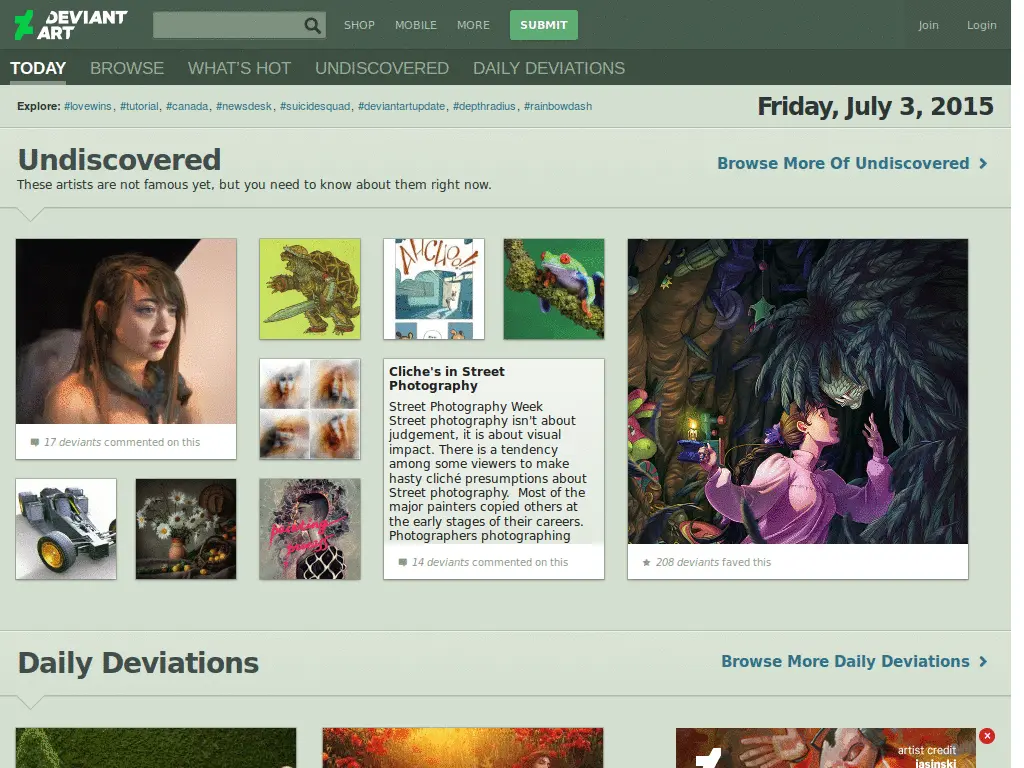 DEVIANT ART
SHOP MOBILE MORE SUBMIT Join Login
TODAY BROWSE WHAT'S HOT UNDISCOVERED DAILY DEVIATIONS
Explore: #lovewins, #tutorial, #canada, #newsdesk, #suicidesquad, #deviantartupdate, #depthradius, #rainbowdash
Friday, July 3, 2015
Undiscovered
Browse More Of Undiscovered
These artists are not famous yet, but you need to know about them right now.
17 deviants commented on this
Cliche's in Street
Photography
Street Photography Week
Street photography isn't about
judgement, it is about visual
impact. There is a tendency
among some viewers to make
hasty cliché presumptions about
Street photography.  Most of the
major painters copied others at
the early stages of their careers.
Photographers photographing
14 deviants commented on this
208 deviants faved this
Daily Deviations
Browse More Daily Deviations
artist credit
jasinski